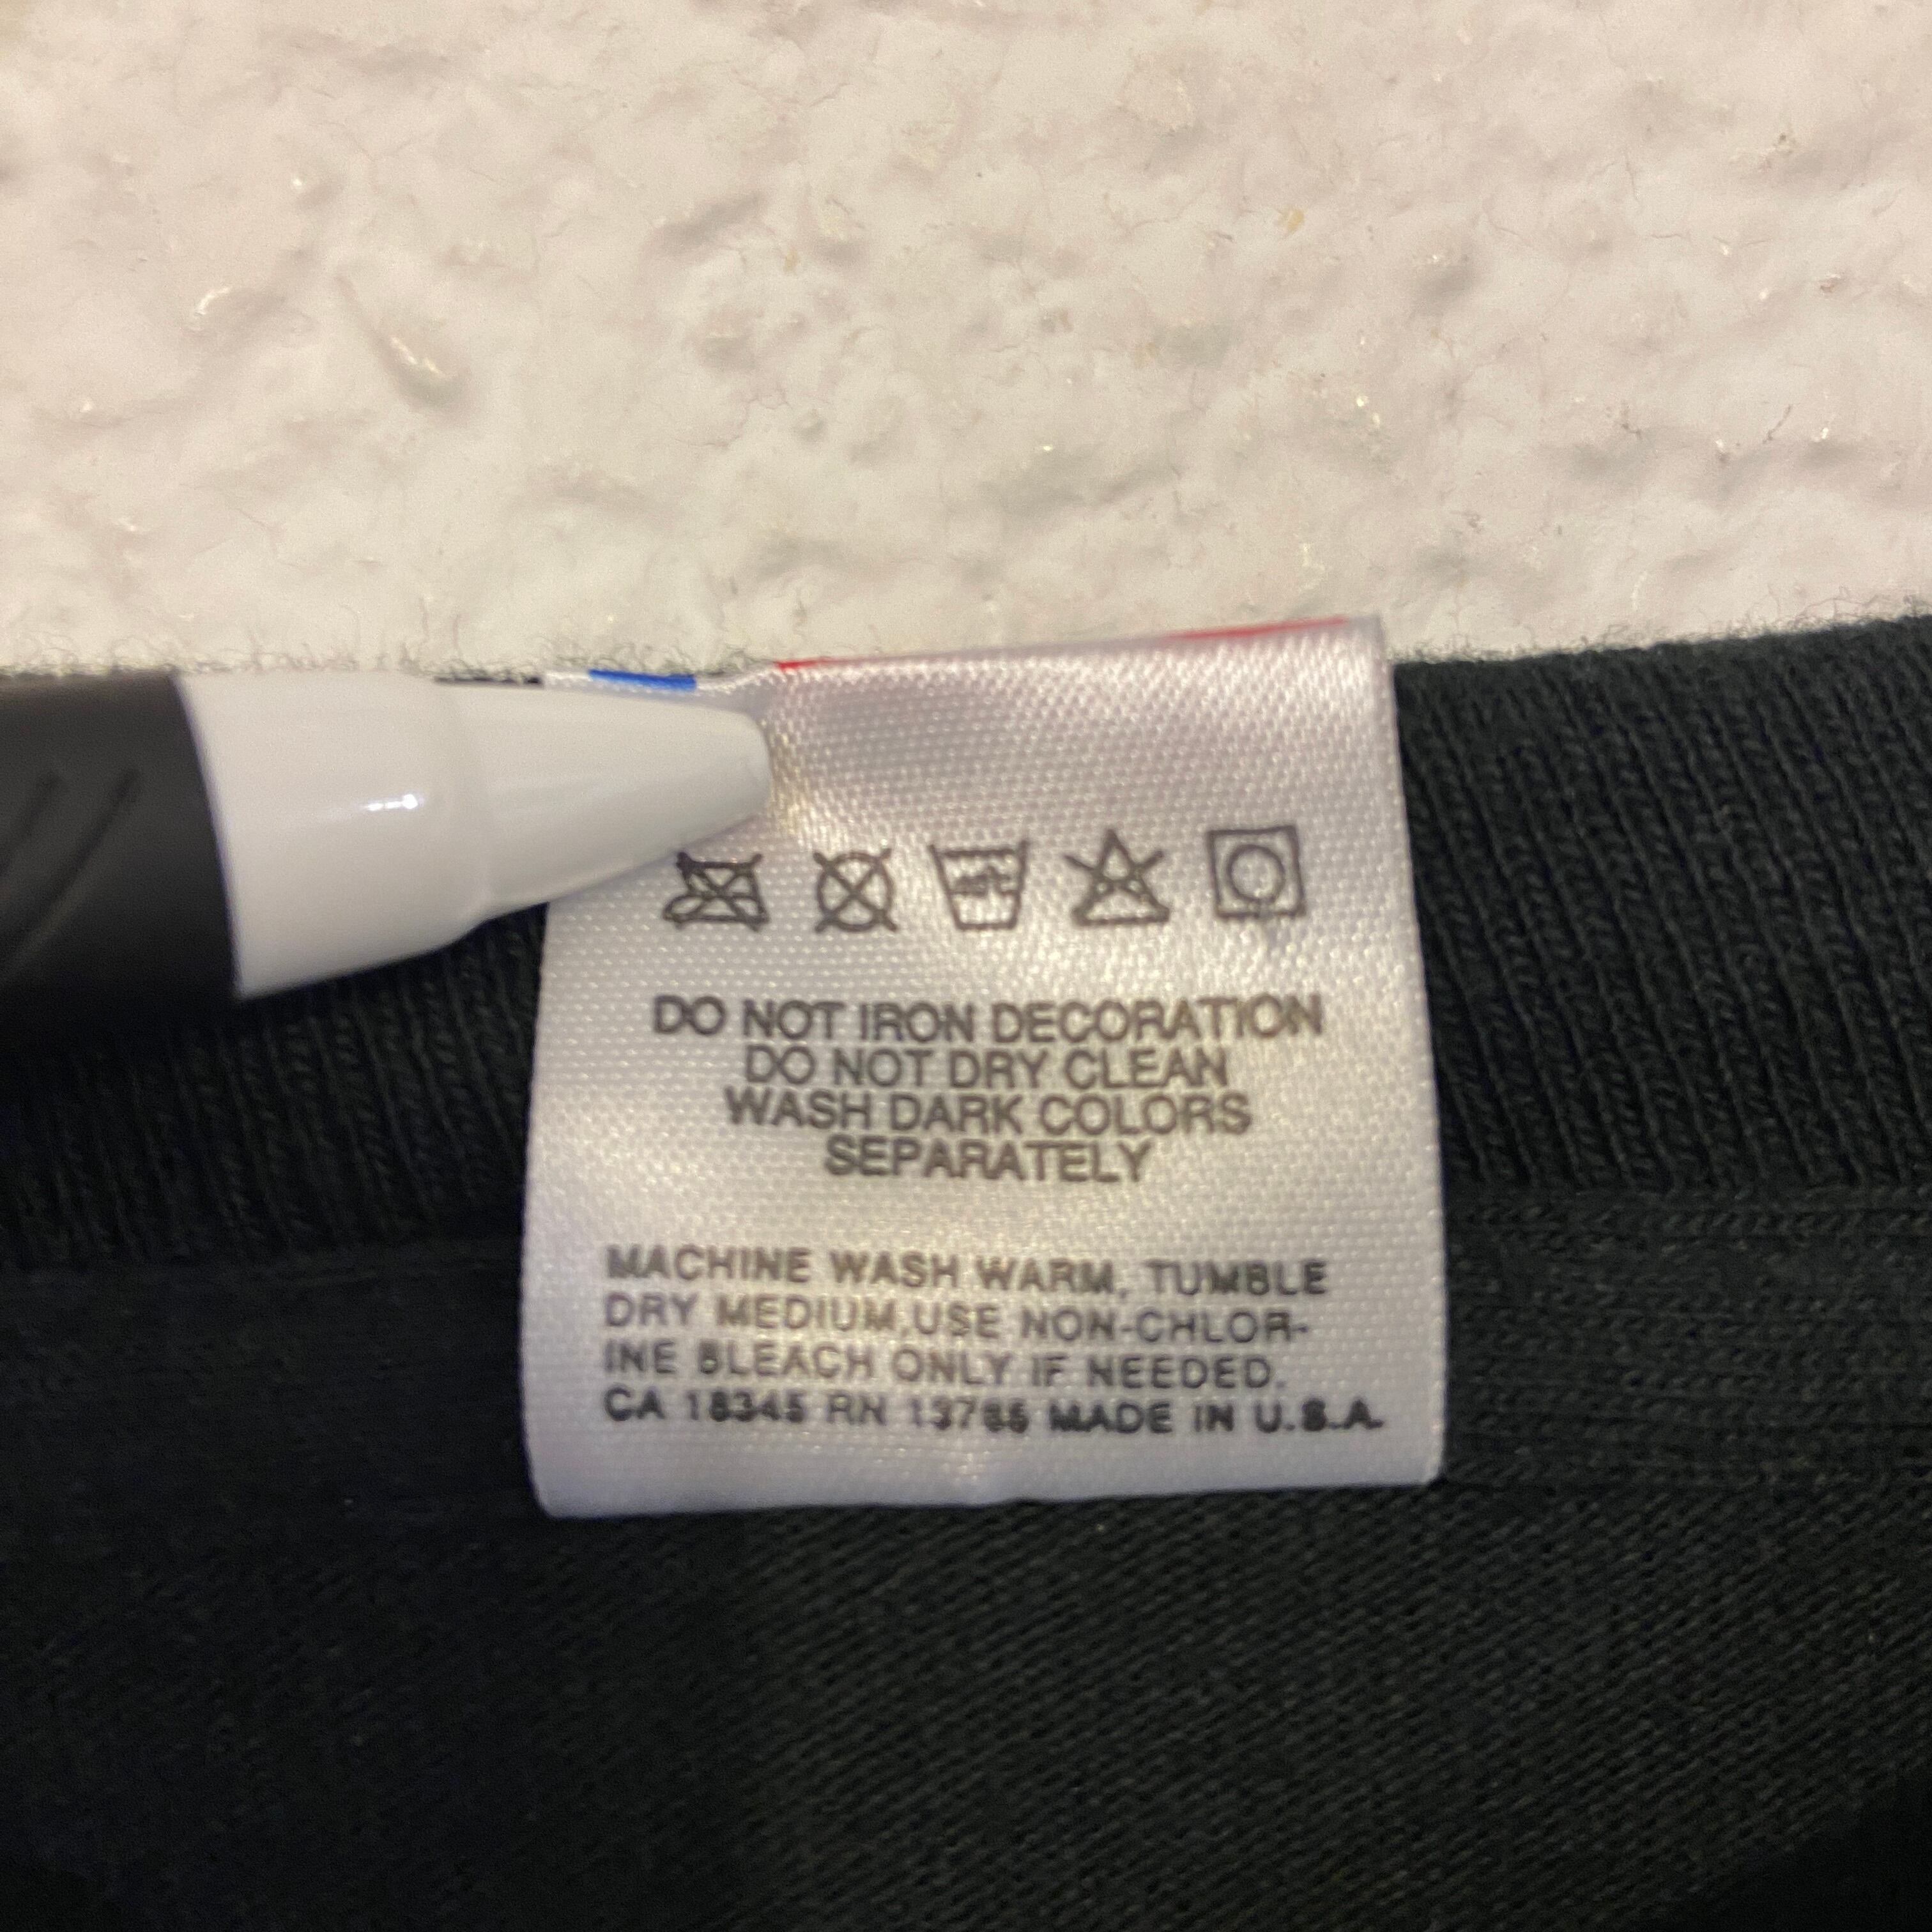 DO NOT IRON DECORATION
DO NOT DRY CLEAN
WASH DARK COLORS
SEPARATELY
MACHINE WASH WARM, TUMBLE
DRY MEDIUM,USE NON-CHLOR-
INE BLEACH ONLY IF NEEDED.
CA 18345 RN 13765 MADE IN U.S.A.